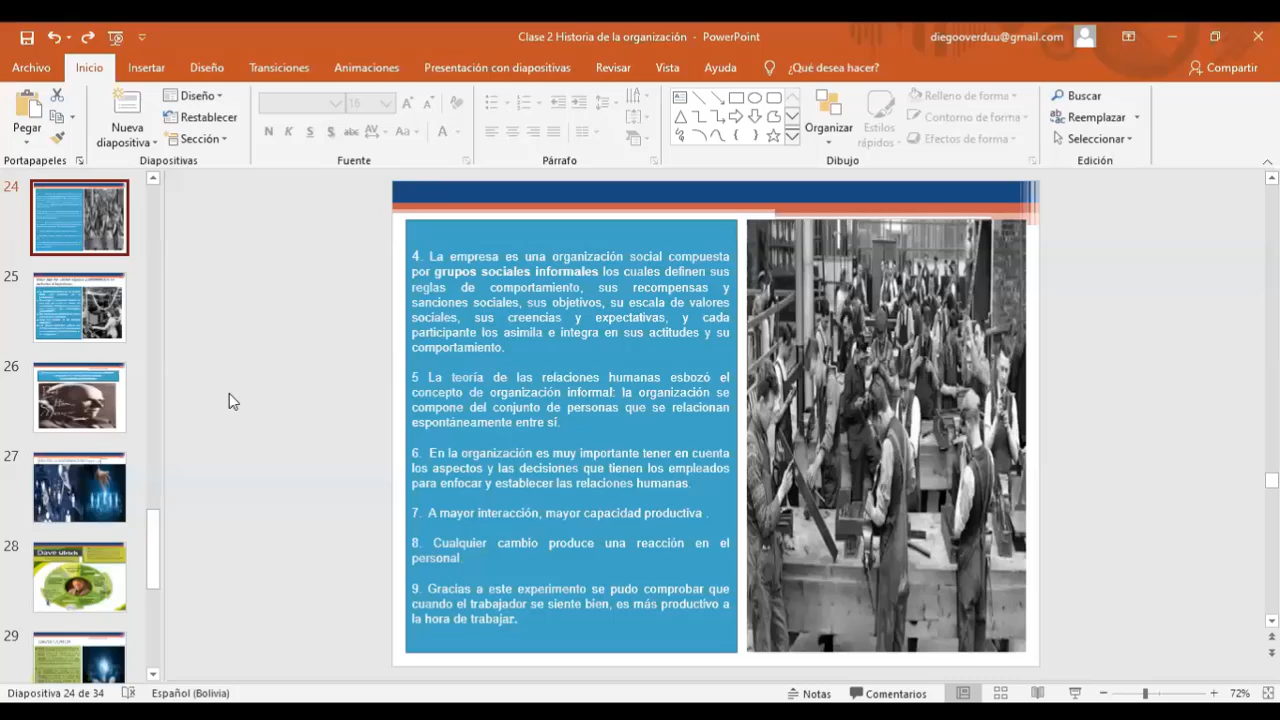 Clase 2 Historia de la organización - PowerPoint
diegooverduu@gmail.com
Archivo Inicio Insertar Diseño Transiciones Animaciones Presentación con diapositivas Revisar Vista Ayuda ¿Qué desea hacer? Compartir
Pegar
Nueva diapositiva
Diseño
Restablecer
Sección
16
N K S S abc AV Aa A
Organizar
Estilos rápidos
Relleno de forma
Contorno de forma
Efectos de forma
Buscar
Reemplazar
Seleccionar
Portapapeles Diapositivas Fuente Párrafo Dibujo Edición
24
25
26
27
28
Dave Ulrich
29
4. La empresa es una organización social compuesta
por grupos sociales informales los cuales definen sus
reglas de comportamiento, sus recompensas y
sanciones sociales, sus objetivos, su escala de valores
sociales, sus creencias y expectativas, y cada
participante los asimila e integra en sus actitudes y su
comportamiento.
5 La teoría de las relaciones humanas esbozó el
concepto de organización informal: la organización se
compone del conjunto de personas que se relacionan
espontáneamente entre sí.
6. En la organización es muy importante tener en cuenta
los aspectos y las decisiones que tienen los empleados
para enfocar y establecer las relaciones humanas.
7. A mayor interacción, mayor capacidad productiva .
8. Cualquier cambio produce una reacción en el
personal.
9. Gracias a este experimento se pudo comprobar que
cuando el trabajador se siente bien, es más productivo a
la hora de trabajar.
Diapositiva 24 de 34 Español (Bolivia) Notas Comentarios 72%